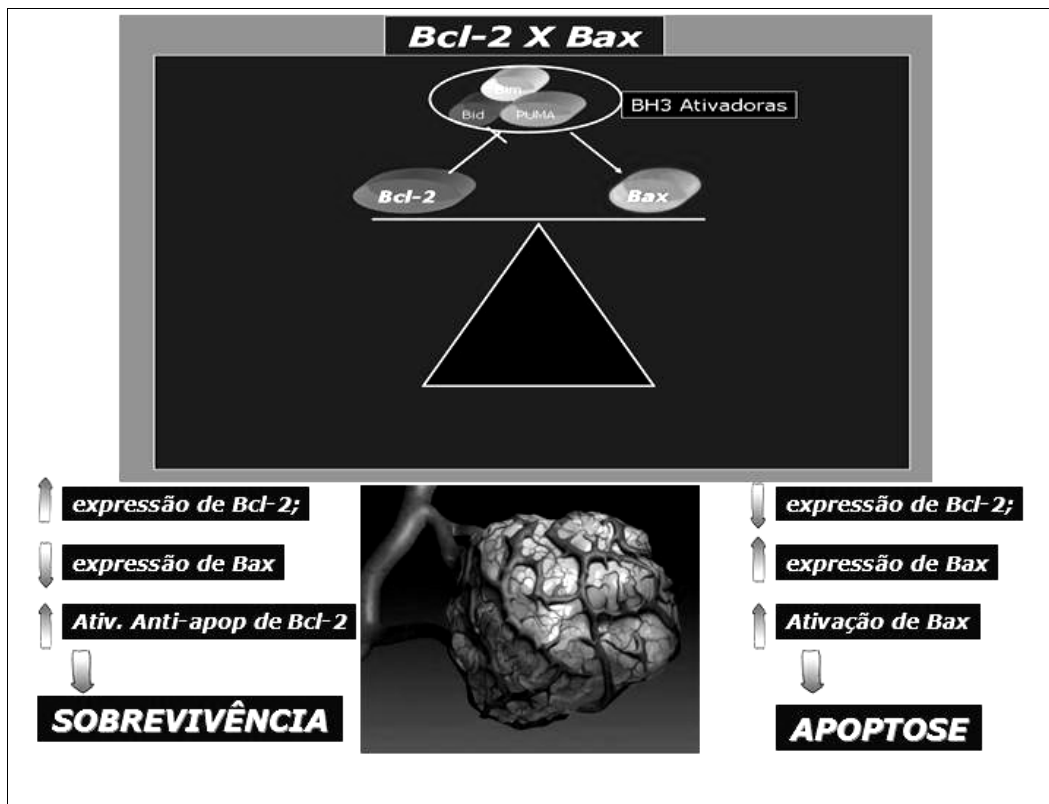 Bcl-2 X Bax
Bim
Bid
PUMA
BH3 Ativadoras
Bcl-2
Bax
expressão de Bcl-2;
expressão de Bax
Ativ. Anti-apop de Bcl-2
SOBREVIVÊNCIA
expressão de Bcl-2;
expressão de Bax
Ativação de Bax
APOPTOSE